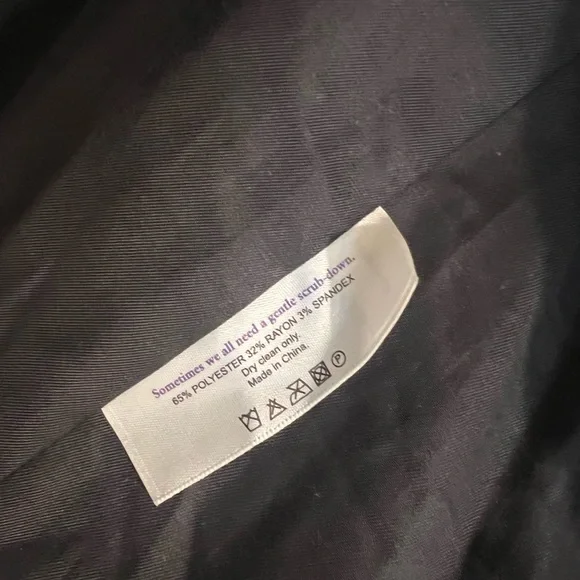 Sometimes we all need a gentle scrub-down.
65% POLYESTER 32% RAYON 3% SPANDEX
Dry clean only.
Made in China.
P